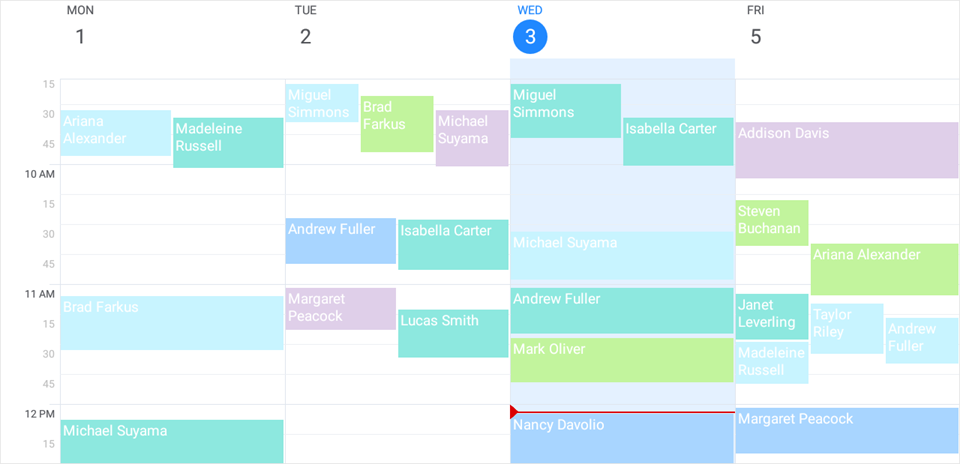 MON
1
TUE
2
WED
3
FRI
5
15
30
45
10 AM
15
30
45
11 AM
15
30
45
12 PM
15
Ariana
Alexander
Madeleine
Russell
Brad Farkus
Michael Suyama
Miguel
Simmons
Brad
Farkus
Michael
Suyama
Andrew Fuller
Isabella Carter
Margaret
Peacock
Lucas Smith
Miguel
Simmons
Isabella Carter
Michael Suyama
Andrew Fuller
Mark Oliver
Nancy Davolio
Addison Davis
Steven
Buchanan
Ariana Alexander
Janet
Leverling
Taylor
Riley
Andrew
Fuller
Madeleine
Russell
Margaret Peacock